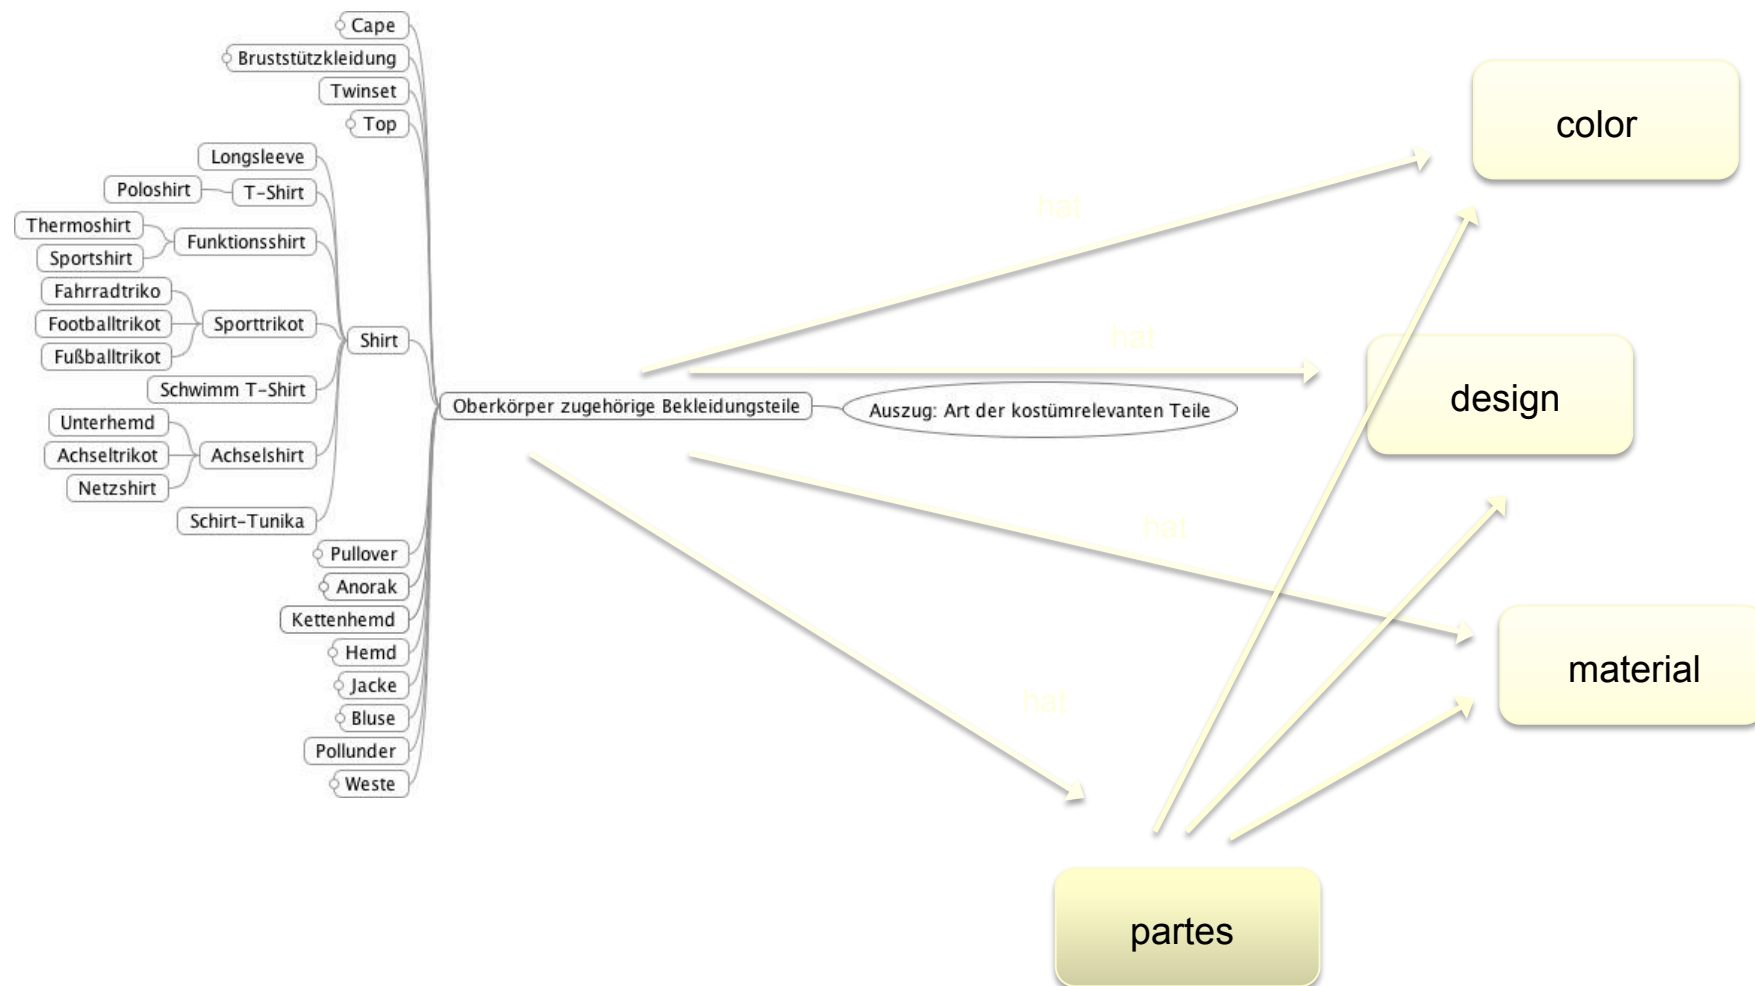 Cape
Bruststützkleidung
Twinset
Top
Longsleeve
Poloshirt
T-Shirt
Thermoshirt
Funktionsshirt
Sportshirt
Fahrradtriko
Footballtrikot
Sporttrikot
Fußballtrikot
Shirt
Schwimm T-Shirt
Unterhemd
Achseltrikot
Achselshirt
Netzshirt
Schirt-Tunika
Pullover
Anorak
Kettenhemd
Hemd
Jacke
Bluse
Pollunder
Weste
Oberkörper zugehörige Bekleidungsteile
Auszug: Art der kostümrelevanten Teile
hat
hat
hat
hat
color
design
material
partes